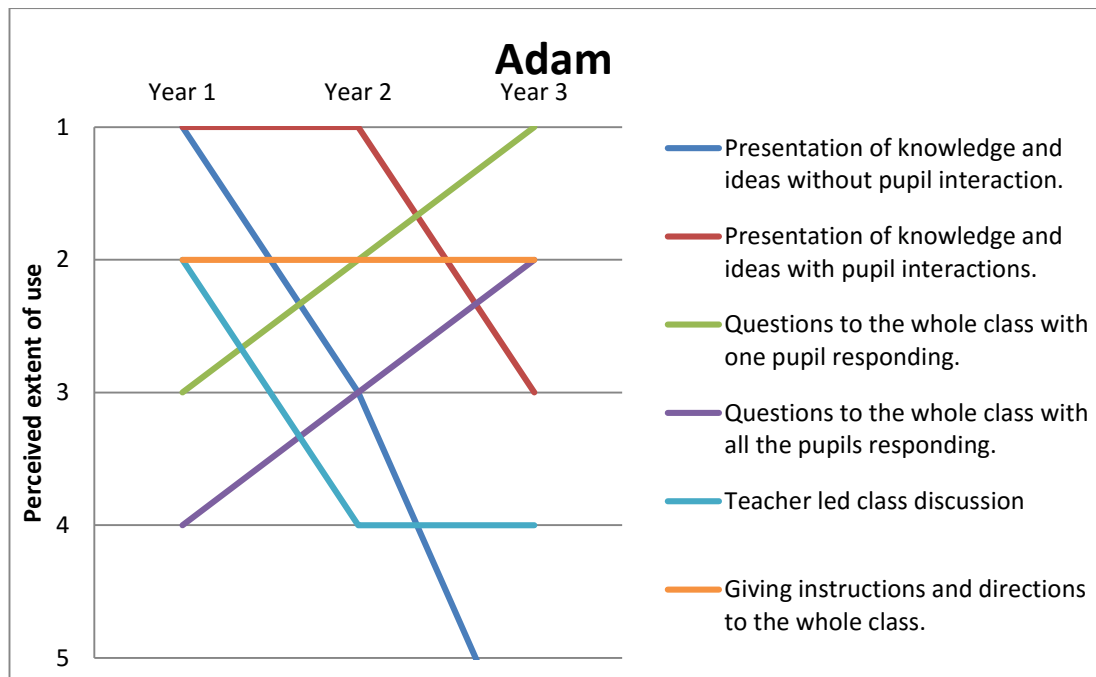 Adam
Year 1 Year 2 Year 3
1
2
3
4
5
Perceived extent of use
Presentation of knowledge and
ideas without pupil interaction.
Presentation of knowledge and
ideas with pupil interactions.
Questions to the whole class with
one pupil responding.
Questions to the whole class with
all the pupils responding.
Teacher led class discussion
Giving instructions and directions
to the whole class.